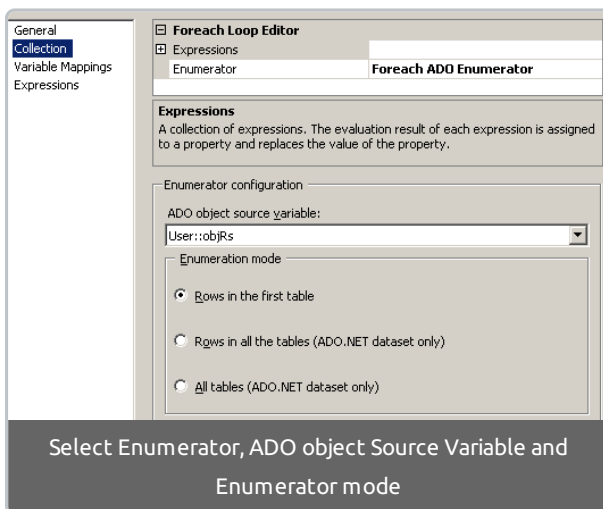 General
Collection
Variable Mappings
Expressions
Foreach Loop Editor
Expressions
Enumerator Foreach ADO Enumerator
Expressions
A collection of expressions. The evaluation result of each expression is assigned
to a property and replaces the value of the property.
Enumerator configuration
ADO object source variable:
User::objRs
Enumeration mode
Rows in the first table
Rows in all the tables (ADO.NET dataset only)
All tables (ADO.NET dataset only)
Select Enumerator, ADO object Source Variable and
Enumerator mode